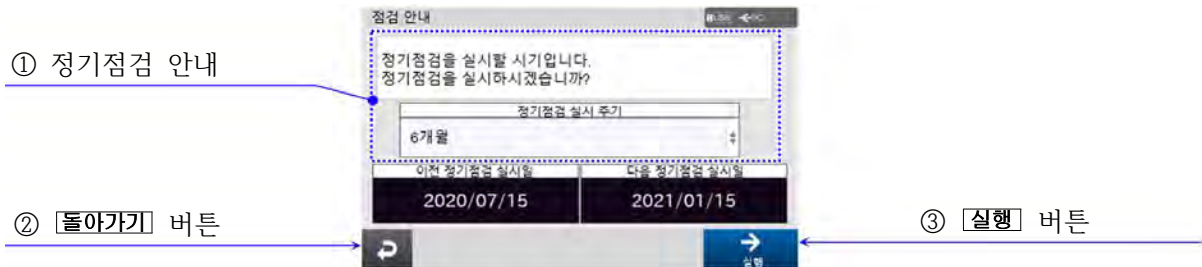 점검 안내
① 정기점검 안내
정기점검을 실시할 시기입니다.
정기점검을 실시하시겠습니까?
정기점검 실시 주기
6개월
이전 정기점검 실시일
다음 정기점검 실시일
2020/07/15
2021/01/15
② 돌아가기 버튼
③ 실행 버튼
실행